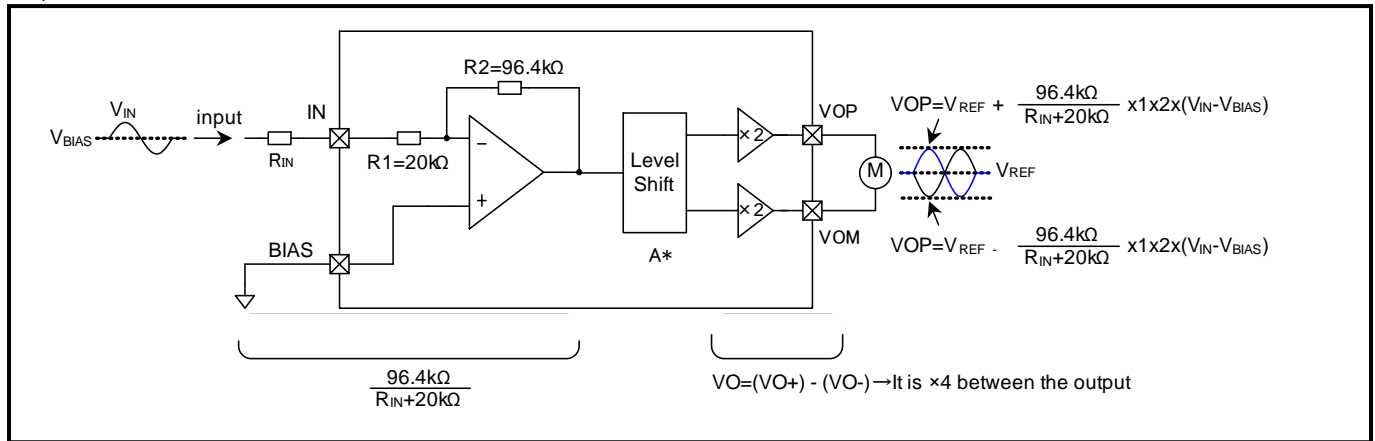 R2=96.4kΩ
VIN
VBIAS
input
RIN
IN
R1=20kΩ
−
+
BIAS
Level
Shift
A*
×2
×2
VOP
VOM
M
VOP=VREF + 96.4kΩ / RIN+20kΩ x1x2x(VIN-VBIAS)
VREF
VOP=VREF - 96.4kΩ / RIN+20kΩ x1x2x(VIN-VBIAS)
96.4kΩ
RIN+20kΩ
VO=(VO+) - (VO-)→It is ×4 between the output